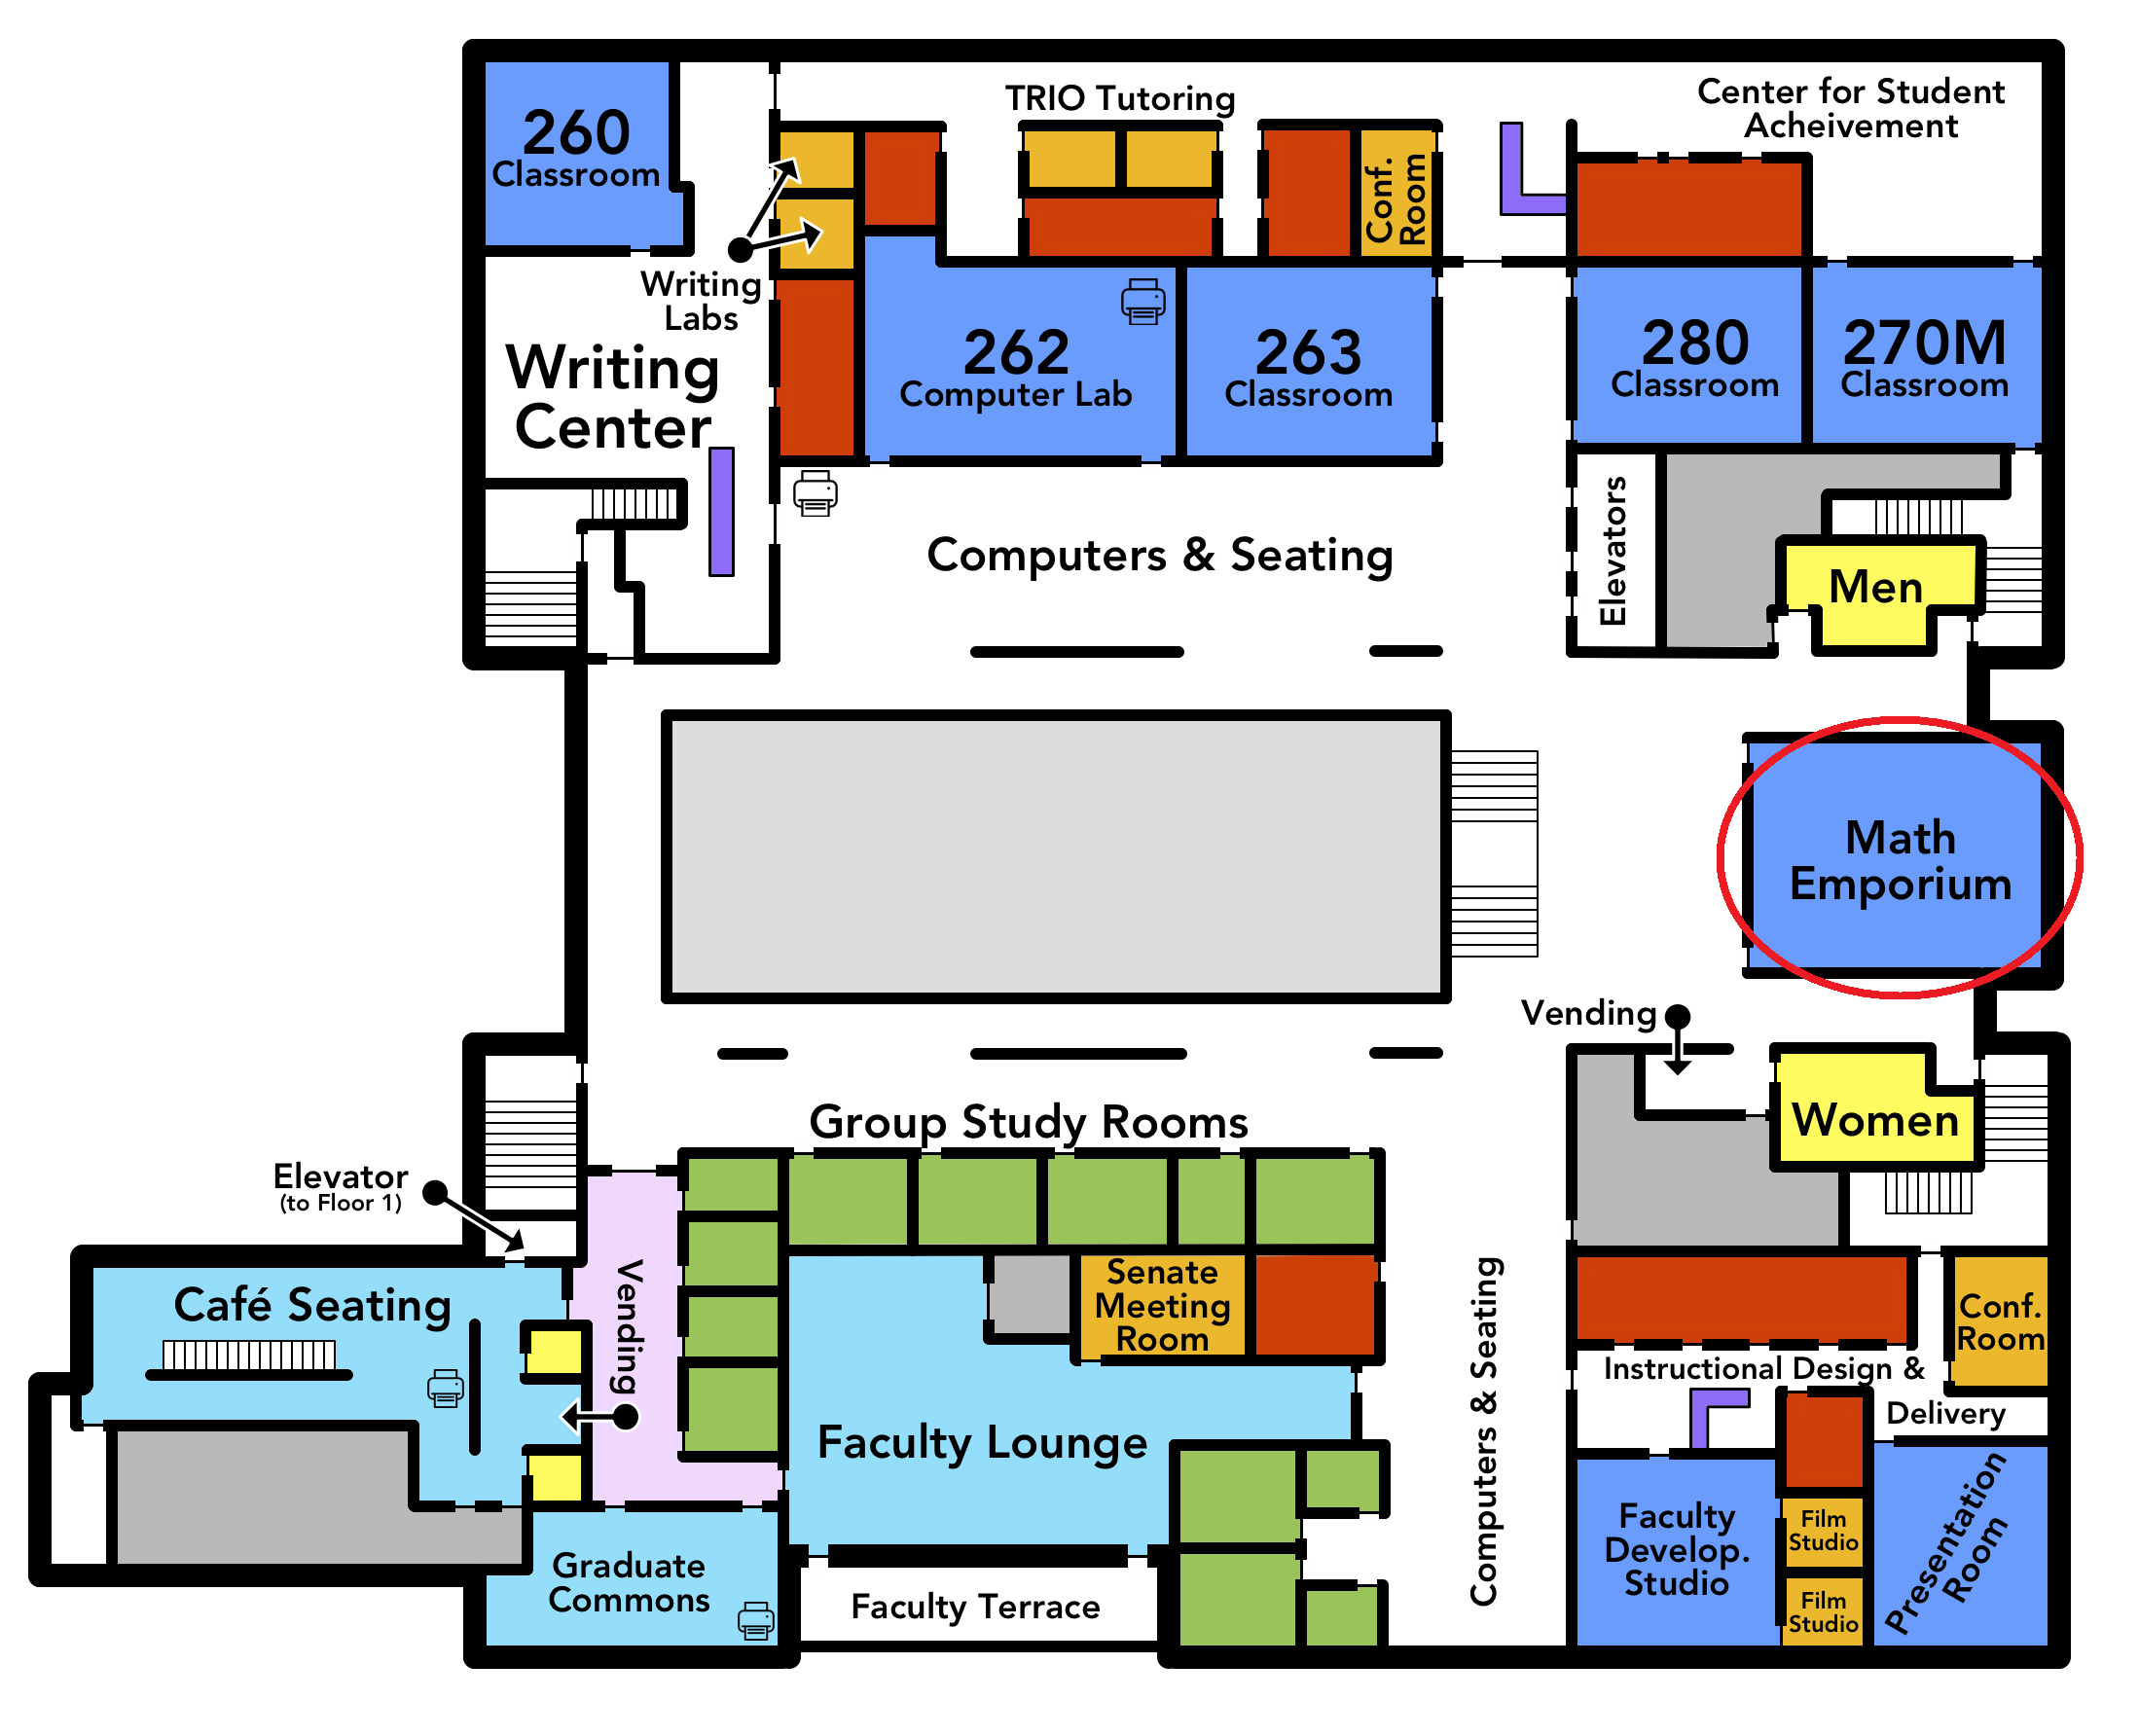 TRIO Tutoring
Center for Student
Acheivement
260
Classroom
Conf.
Room
Writing
Labs
Writing
Center
262
Computer Lab
263
Classroom
280
Classroom
270M
Classroom
Computers & Seating
Elevators
Men
Math
Emporium
Vending
Women
Group Study Rooms
Elevator
(to Floor 1)
Café Seating
Vending
Senate
Meeting
Room
Faculty Lounge
Computers & Seating
Conf.
Room
Instructional Design &
Delivery
Graduate
Commons
Faculty Terrace
Faculty
Develop.
Studio
Film
Studio
Film
Studio
Presentation
Room